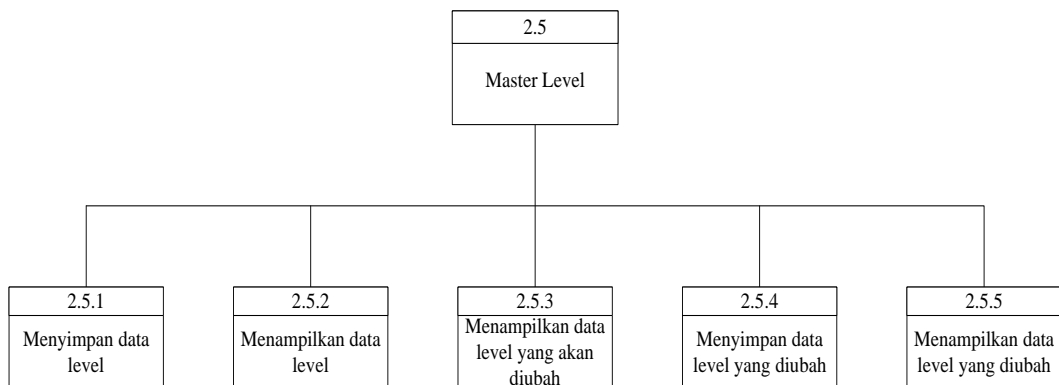 2.5
Master Level
2.5.1
Menyimpan data
level
2.5.2
Menampilkan data
level
2.5.3
Menampilkan data
level yang akan
diubah
2.5.4
Menyimpan data
level yang diubah
2.5.5
Menampilkan data
level yang diubah